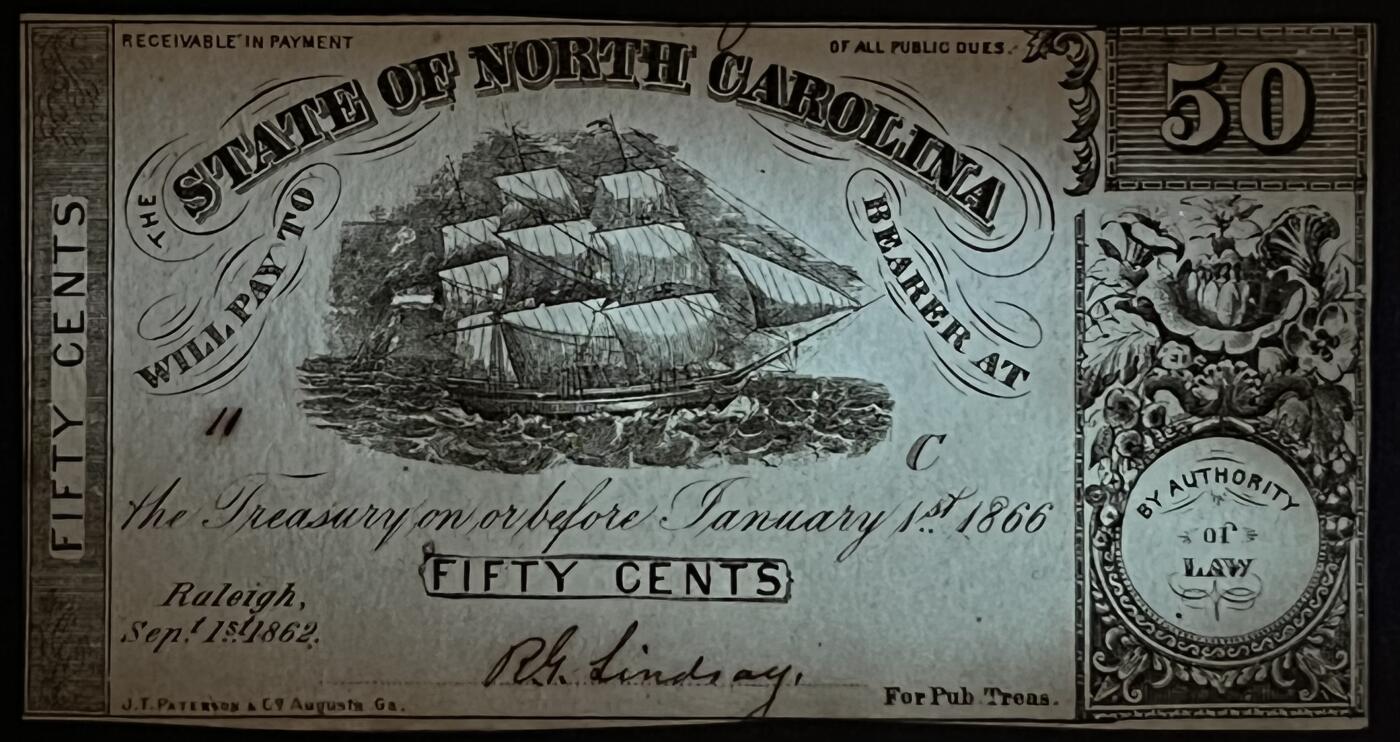 RECEIVABLE IN PAYMENT
OF ALL PUBLIC DUES.
50
THE
STATE OF NORTH CAROLINA
WILL PAY TO
BEARER AT
11
C
the Treasury on or before January 1st 1866
FIFTY CENTS
Raleigh,
Sept. 1st 1862.
R.G. Lindsay,
For Pub. Treas.
J.T. PATERSON & Co Augusta Ga.
FIFTY CENTS
BY AUTHORITY
of
LAW